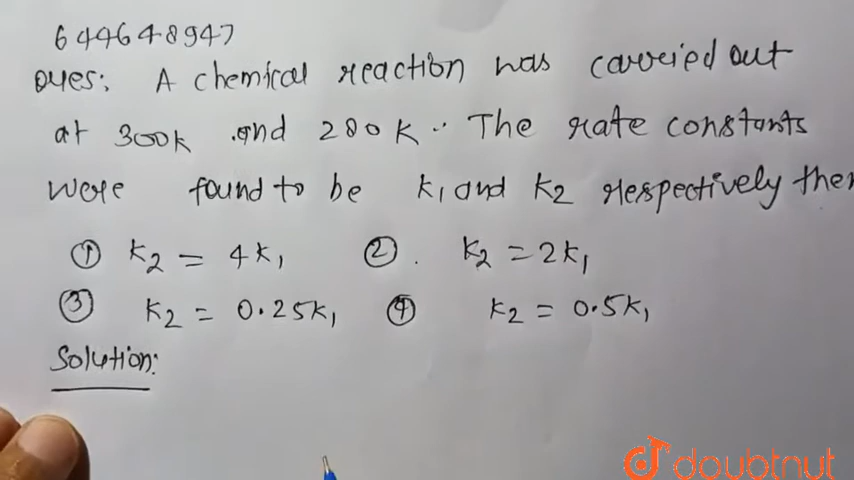 644648947
Ques:. A chemical reaction was carried out
at 300K and 280K. The rate constants
were found to be K₁ and K₂ respectively then
① K₂ = 4K₁ ② . K₂ = 2K₁
③ K₂ = 0.25K₁ ④ K₂ = 0.5K₁
Solution:
doubtnut